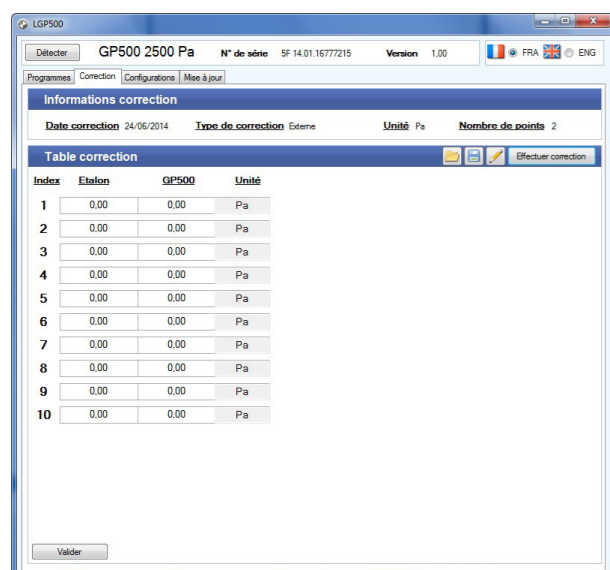 LGP500
Détecter GP500 2500 Pa N° de série 5F 14.01.16777215 Version 1.00 FRA ENG
Programmes Correction Configurations Mise à jour
Informations correction
Date correction 24/06/2014 Type de correction Externe Unité Pa Nombre de points 2
Table correction Effectuer correction
Index Etalon GP500 Unité
1 0,00 0,00 Pa
2 0,00 0,00 Pa
3 0,00 0,00 Pa
4 0,00 0,00 Pa
5 0,00 0,00 Pa
6 0,00 0,00 Pa
7 0,00 0,00 Pa
8 0,00 0,00 Pa
9 0,00 0,00 Pa
10 0,00 0,00 Pa
Valider